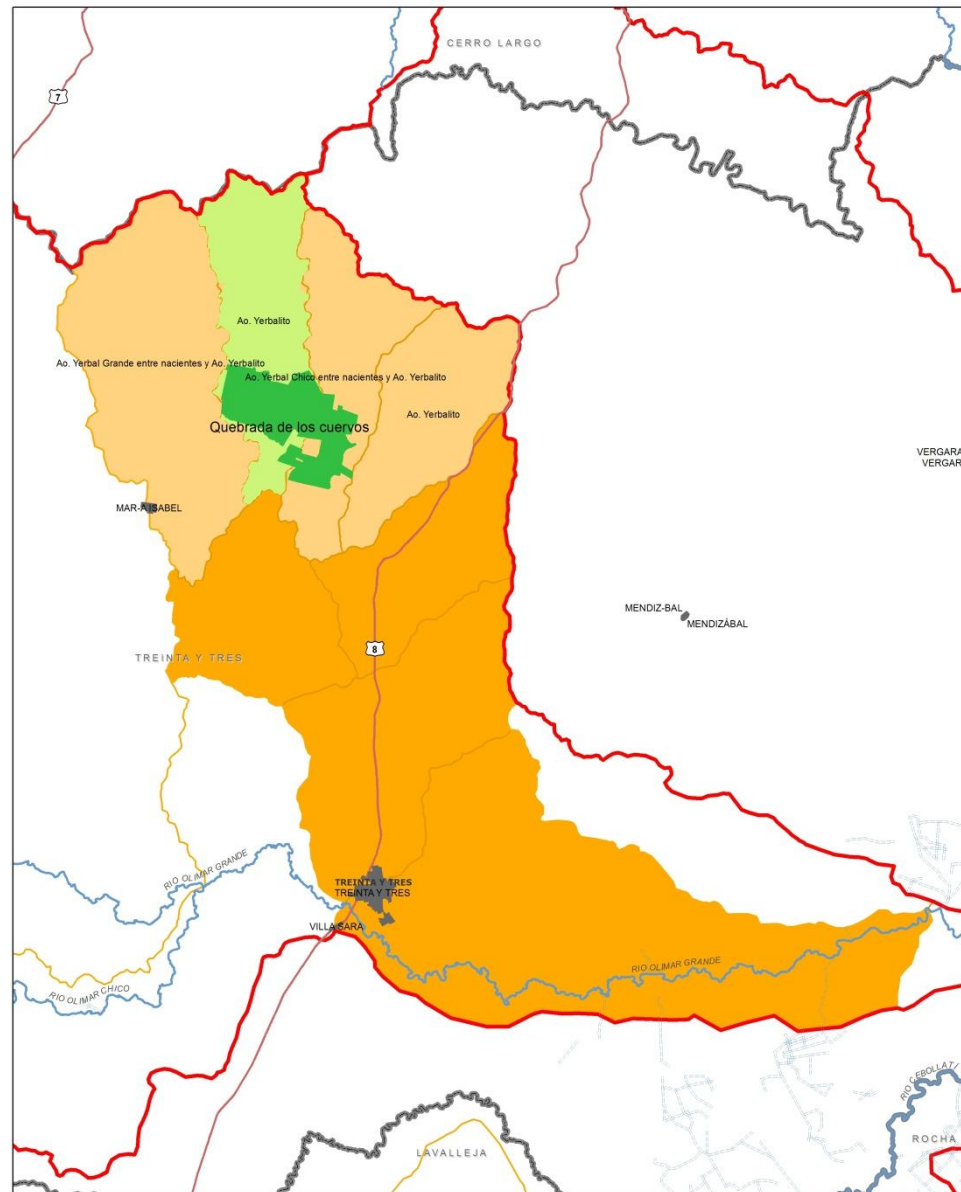 CERRO LARGO
7
Ao. Yerbalito
Ao. Yerbal Grande entre nacientes y Ao. Yerbalito
Ao. Yerbal Chico entre nacientes y Ao. Yerbalito
Ao. Yerbalito
Quebrada de los cuervos
VERGARA
VERGAR
MAR-A ISABEL
MENDIZ-BAL
MENDIZÁBAL
8
TREINTA Y TRES
RIO OLIMAR GRANDE
TREINTA Y TRES
TREINTA Y TRES
VILLA SARA
RIO OLIMAR GRANDE
RIO OLIMAR CHICO
RIO CEBOLLATI
ROCHA
LAVALLEJA